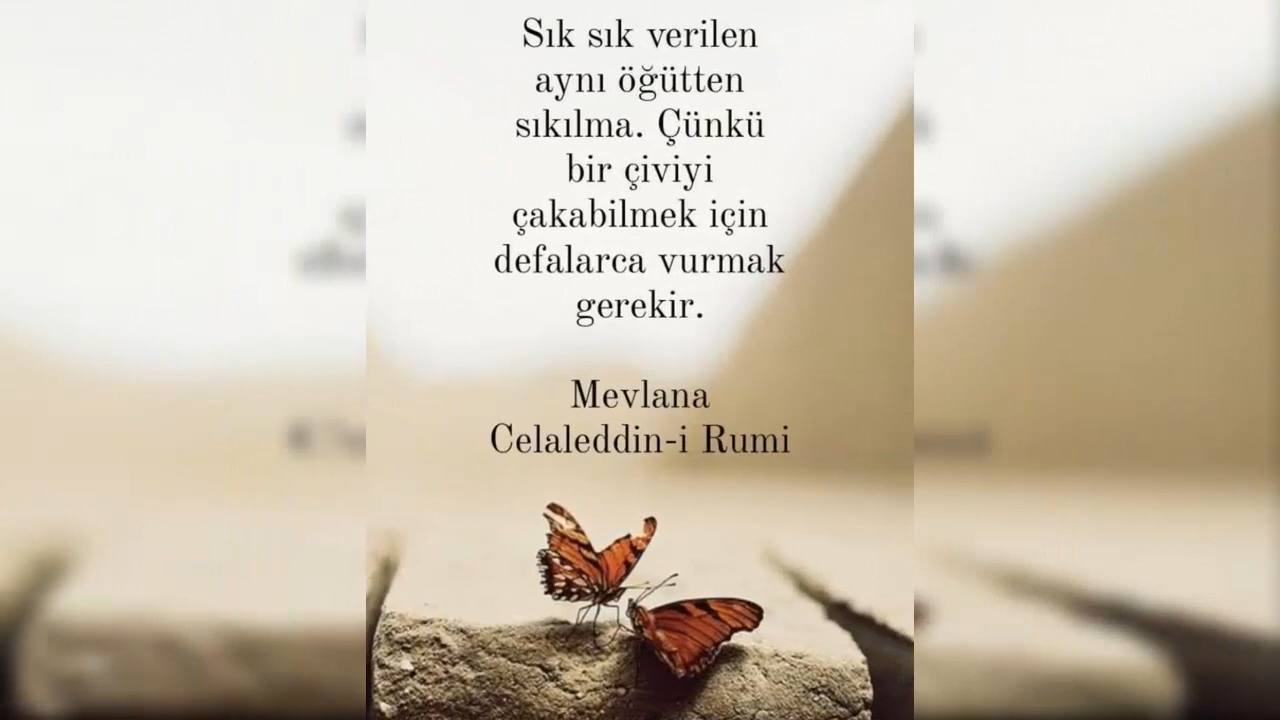 Sık sık verilen
aynı öğütten
sıkılma. Çünkü
bir çiviyi
çakabilmek için
defalarca vurmak
gerekir.
Mevlana
Celaleddin-i Rumi